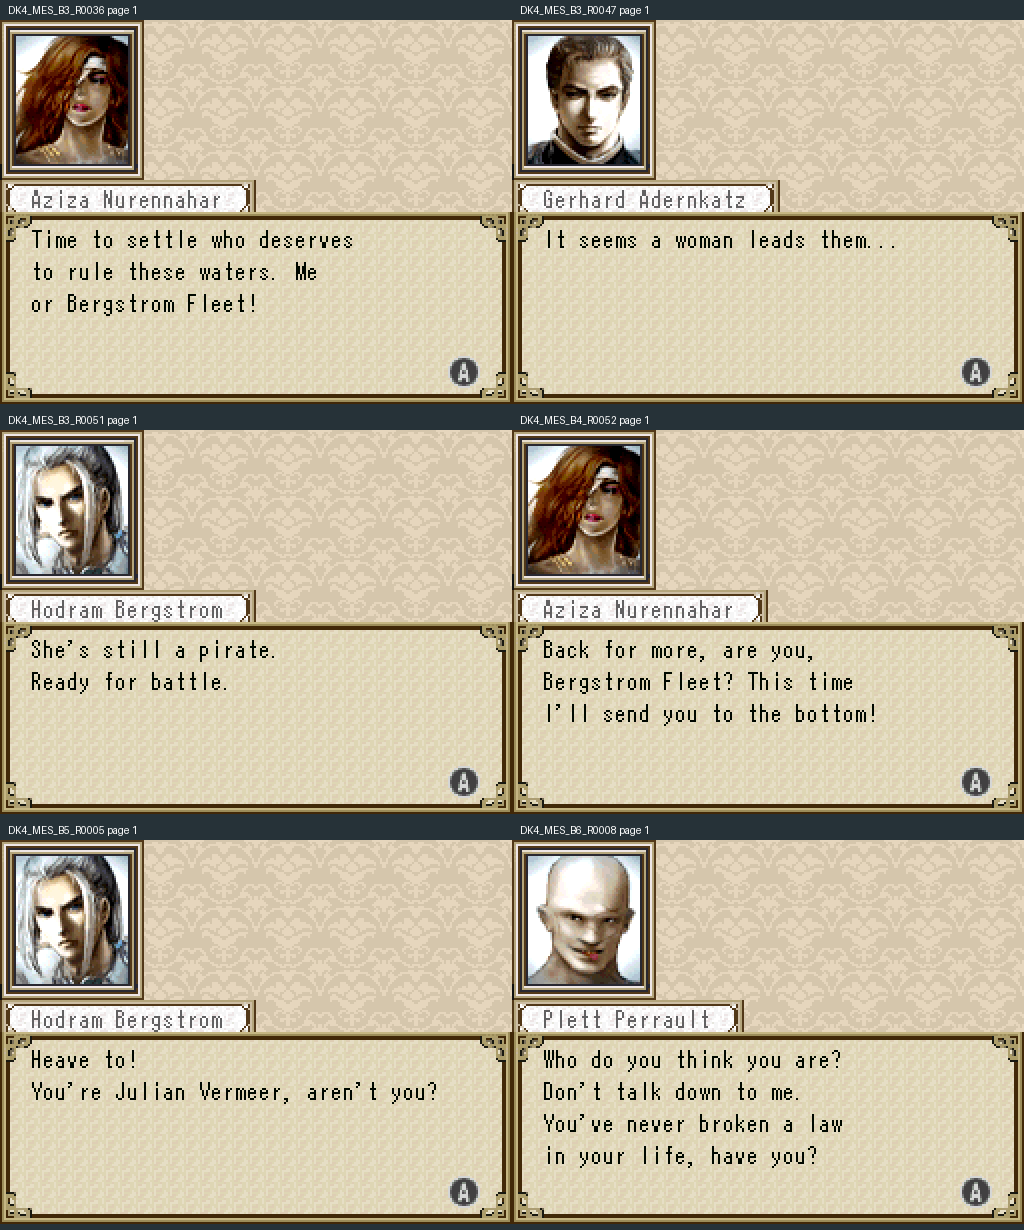 DK4_MES_B3_R0036 page 1
Aziza Nurennahar
Time to settle who deserves
to rule these waters. Me
or Bergstrom Fleet!
A
DK4_MES_B3_R0047 page 1
Gerhard Adernkatz
It seems a woman leads them...
A
DK4_MES_B3_R0051 page 1
Hodram Bergstrom
She's still a pirate.
Ready for battle.
A
DK4_MES_B4_R0052 page 1
Aziza Nurennahar
Back for more, are you,
Bergstrom Fleet? This time
I'll send you to the bottom!
A
DK4_MES_B5_R0005 page 1
Hodram Bergstrom
Heave to!
You're Julian Vermeer, aren't you?
A
DK4_MES_B6_R0008 page 1
Plett Perrault
Who do you think you are?
Don't talk down to me.
You've never broken a law
in your life, have you?
A